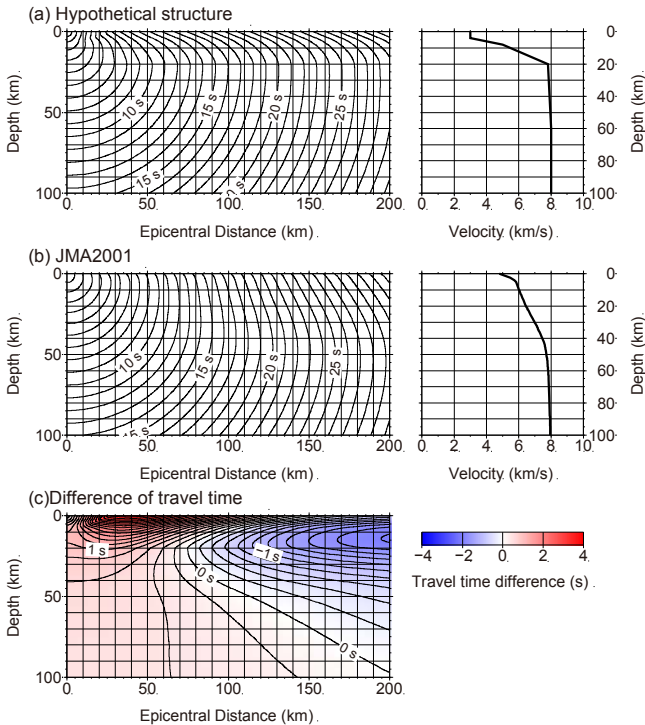 (a) Hypothetical structure
0.
50
100
Depth (km).
10 s
15 s
20 s
25 s
15 s
0. 50. 100. 150. 200.
Epicentral Distance (km).
0.
20
40
60
80
100
Depth (km).
0. 2. 4. 6. 8. 10.
Velocity. (km/s).
(b) JMA2001
0.
50
100
Depth (km).
10 s
15 s
20 s
25 s
0. 50. 100. 150. 200.
Epicentral Distance (km).
0.
20
40
60
80
100
Depth (km).
0. 2. 4. 6. 8. 10.
Velocity. (km/s).
(c)Difference of travel time
0.
50
100
Depth (km).
1 s
−1 s
0 s
0 s
0. 50. 100. 150. 200.
Epicentral Distance (km).
−4 −2 0. 2 4
Travel time difference (s) .